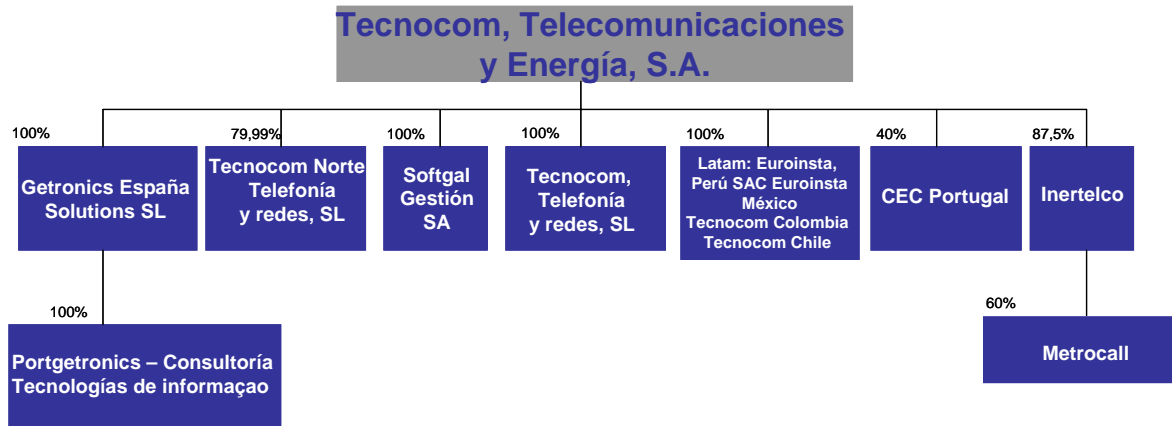 Tecnocom, Telecomunicaciones
y Energía, S.A.
100%
79,99%
100%
100%
100%
40%
87,5%
Getronics España
Solutions SL
Tecnocom Norte
Telefonía
y redes, SL
Softgal
Gestión
SA
Tecnocom,
Telefonía
y redes, SL
Latam: Euroinsta,
Perú SAC Euroinsta
México
Tecnocom Colombia
Tecnocom Chile
CEC Portugal
Inertelco
100%
60%
Portgetronics – Consultoría
Tecnologías de informaçao
Metrocall